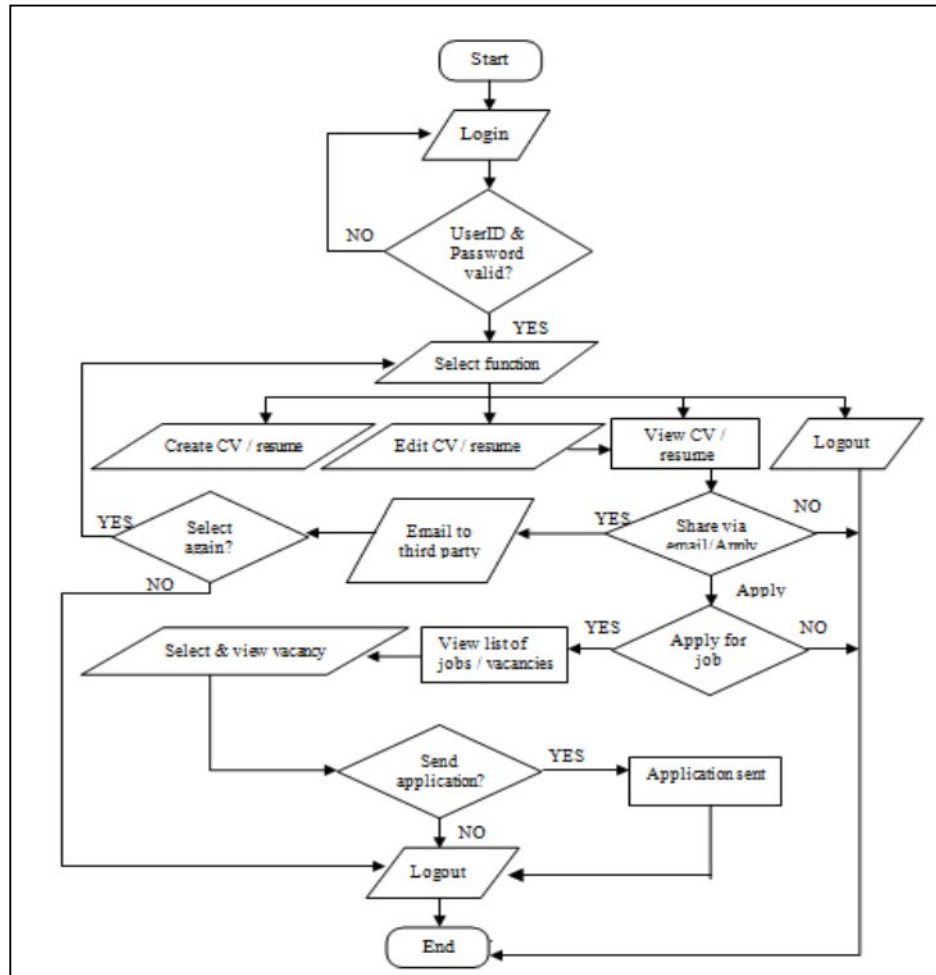 Start
Login
NO
UserID &
Password
valid?
YES
Select function
Create CV / resume
Edit CV / resume
View CV /
resume
Logout
YES
Select
again?
Email to
third party
YES
Share via
email/Apply
NO
NO
Apply
Select & view vacancy
View list of
jobs / vacancies
YES
Apply for
job
NO
Send
application?
YES
Application sent
NO
Logout
End